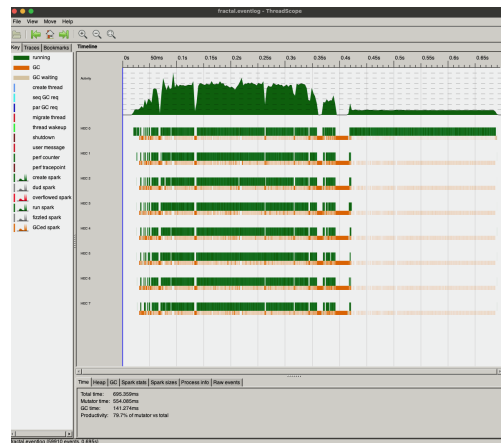 fractal.eventlog - ThreadScope
File View Move Help
Key Traces Bookmarks
running
GC
GC waiting
create thread
seq GC req
par GC req
migrate thread
thread wakeup
shutdown
user message
perf counter
perf tracepoint
create spark
dud spark
overflowed spark
run spark
fizzled spark
GCed spark
Timeline
0s 50ms 0.1s 0.15s 0.2s 0.25s 0.3s 0.35s 0.4s 0.45s 0.5s 0.55s 0.6s 0.65s
Activity
HEC 0
HEC 1
HEC 2
HEC 3
HEC 4
HEC 5
HEC 6
HEC 7
Time Heap GC Spark stats Spark sizes Process info Raw events
Total time: 695.359ms
Mutator time: 554.085ms
GC time: 141.274ms
Productivity: 79.7% of mutator vs total
fractal.eventlog (59910 events, 0.695s)